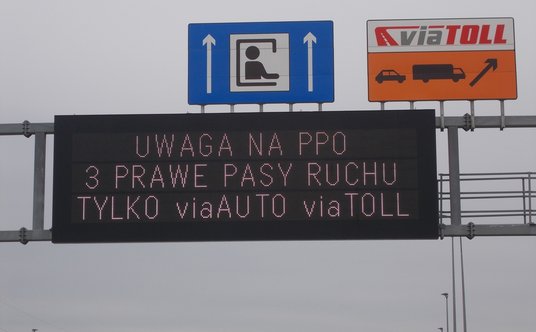 viaTOLL
UWAGA NA PPO
3 PRAWE PASY RUCHU
TYLKO viaAUTO viaTOLL